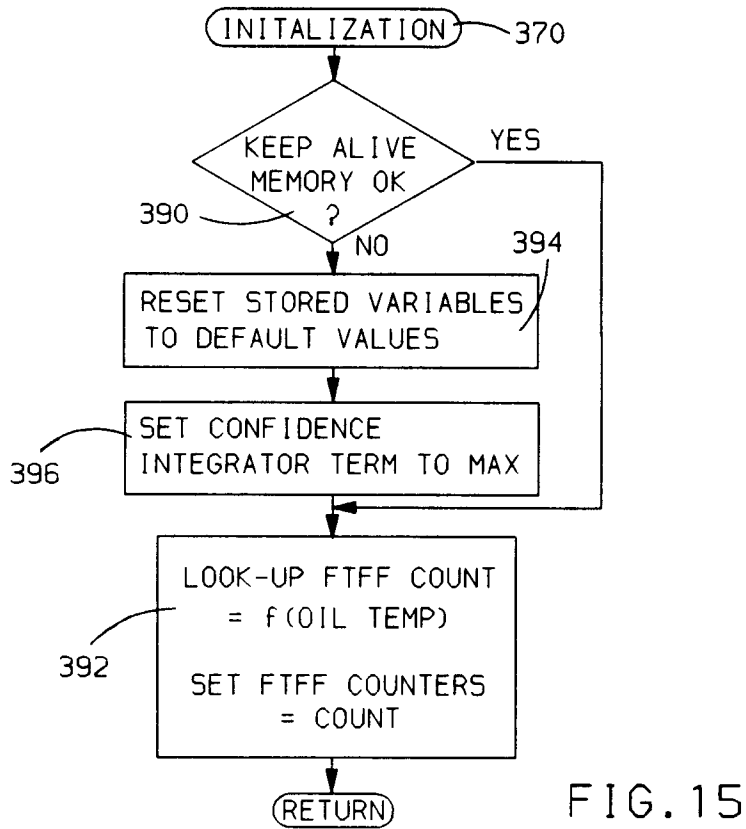 INITALIZATION
370
KEEP ALIVE
MEMORY OK
?
YES
390
NO
394
RESET STORED VARIABLES
TO DEFAULT VALUES
SET CONFIDENCE
INTEGRATOR TERM TO MAX
396
LOOK-UP FTFF COUNT
= f(OIL TEMP)
392
SET FTFF COUNTERS
= COUNT
RETURN
FIG.15